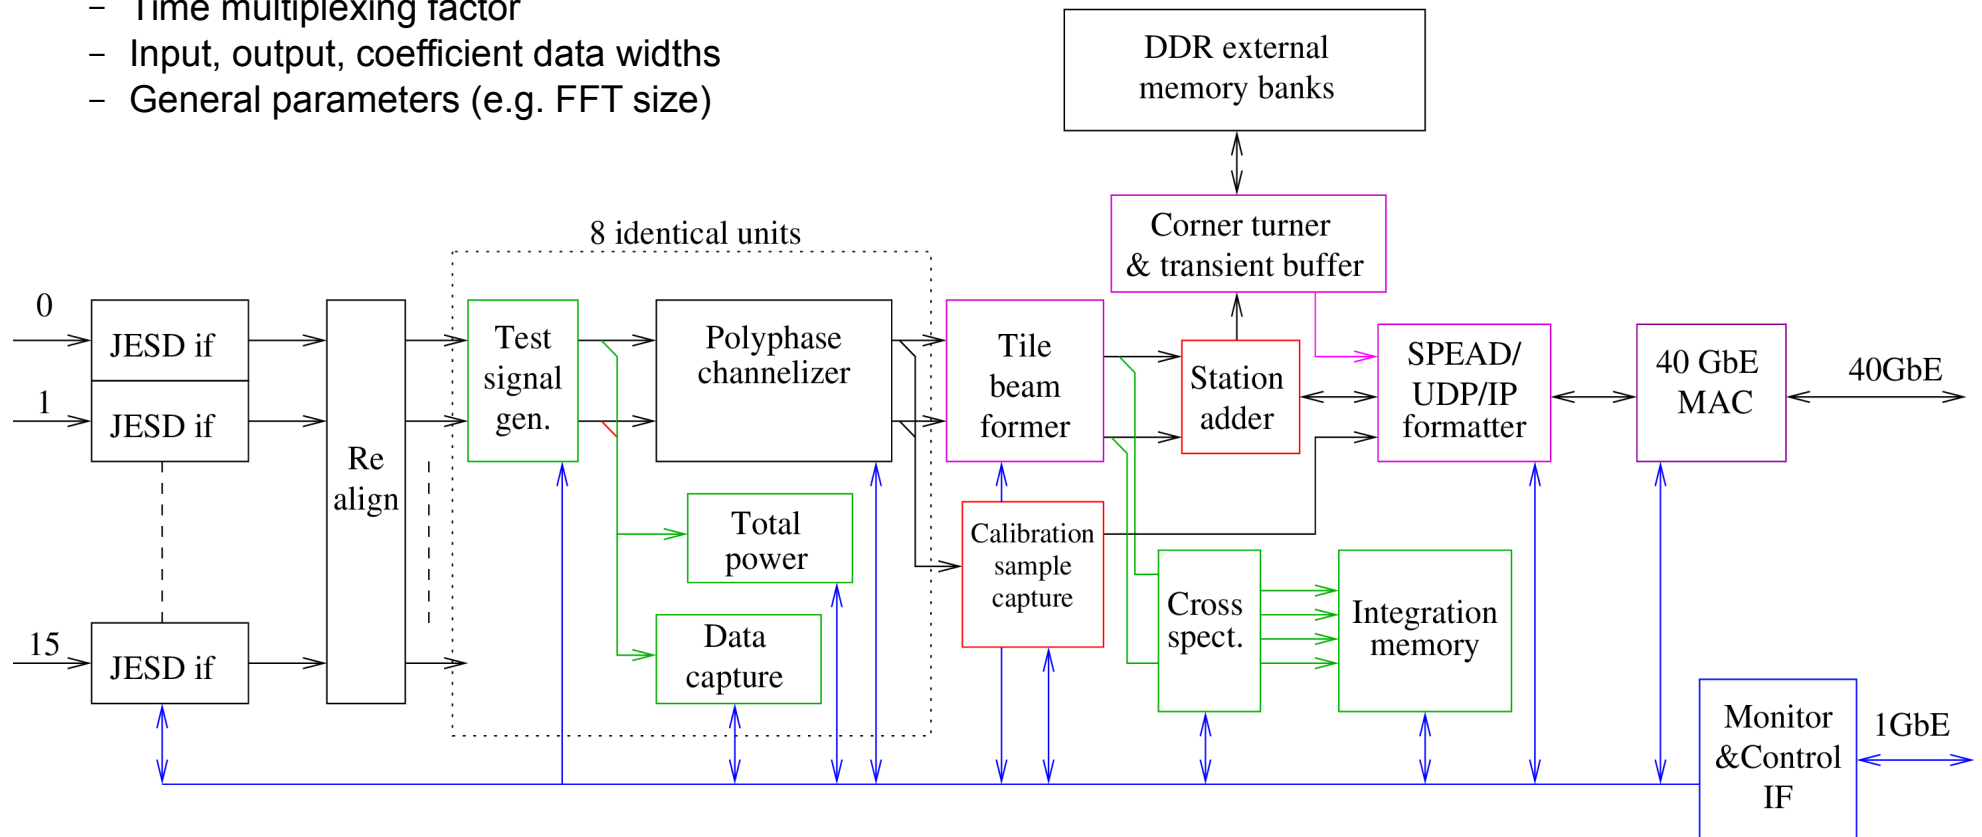 – Time multiplexing factor
– Input, output, coefficient data widths
– General parameters (e.g. FFT size)
DDR external
memory banks
Corner turner
& transient buffer
8 identical units
0
JESD if
1
JESD if
15
JESD if
Re
align
Test
signal
gen.
Polyphase
channelizer
Total
power
Data
capture
Tile
beam
former
Calibration
sample
capture
Station
adder
Cross
spect.
Integration
memory
SPEAD/
UDP/IP
formatter
40 GbE
MAC
40GbE
Monitor
&Control
IF
1GbE